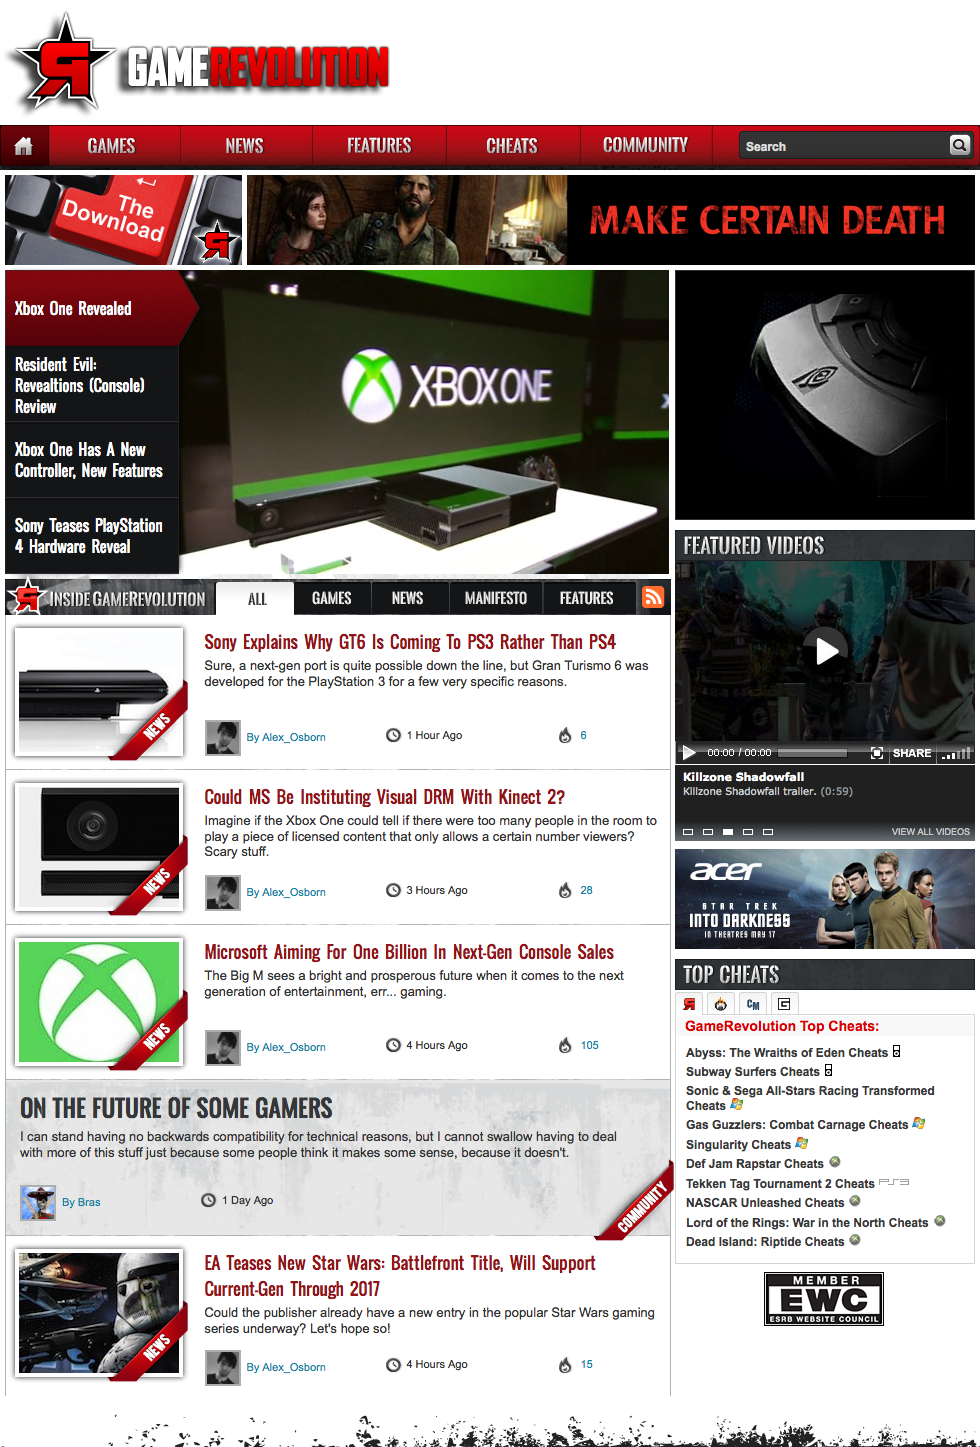 GAMEREVOLUTION
GAMES
NEWS
FEATURES
CHEATS
COMMUNITY
Search
The
Download
MAKE CERTAIN DEATH
Xbox One Revealed
Resident Evil:
Revealtions (Console)
Review
Xbox One Has A New
Controller, New Features
Sony Teases PlayStation
4 Hardware Reveal
XBOX ONE
FEATURED VIDEOS
00:00 / 00:00
SHARE
Killzone Shadowfall
Killzone Shadowfall trailer. (0:59)
VIEW ALL VIDEOS
INSIDE GAMEREVOLUTION
ALL
GAMES
NEWS
MANIFESTO
FEATURES
Sony Explains Why GT6 Is Coming To PS3 Rather Than PS4
Sure, a next-gen port is quite possible down the line, but Gran Turismo 6 was
developed for the PlayStation 3 for a few very specific reasons.
NEWS
By Alex_Osborn
1 Hour Ago
6
Could MS Be Instituting Visual DRM With Kinect 2?
Imagine if the Xbox One could tell if there were too many people in the room to
play a piece of licensed content that only allows a certain number viewers?
Scary stuff.
NEWS
By Alex_Osborn
3 Hours Ago
28
Microsoft Aiming For One Billion In Next-Gen Console Sales
The Big M sees a bright and prosperous future when it comes to the next
generation of entertainment, err... gaming.
NEWS
By Alex_Osborn
4 Hours Ago
105
ON THE FUTURE OF SOME GAMERS
I can stand having no backwards compatibility for technical reasons, but I cannot swallow having to deal
with more of this stuff just because some people think it makes some sense, because it doesn't.
By Bras
1 Day Ago
COMMUNITY
EA Teases New Star Wars: Battlefront Title, Will Support
Current-Gen Through 2017
Could the publisher already have a new entry in the popular Star Wars gaming
series underway? Let's hope so!
NEWS
By Alex_Osborn
4 Hours Ago
15
acer
STAR TREK
INTO DARKNESS
IN THEATRES MAY 17
TOP CHEATS
CM
G
GameRevolution Top Cheats:
Abyss: The Wraiths of Eden Cheats
Subway Surfers Cheats
Sonic & Sega All-Stars Racing Transformed
Cheats
Gas Guzzlers: Combat Carnage Cheats
Singularity Cheats
Def Jam Rapstar Cheats
Tekken Tag Tournament 2 Cheats PS3
NASCAR Unleashed Cheats
Lord of the Rings: War in the North Cheats
Dead Island: Riptide Cheats
MEMBER
EWC
ESRB WEBSITE COUNCIL